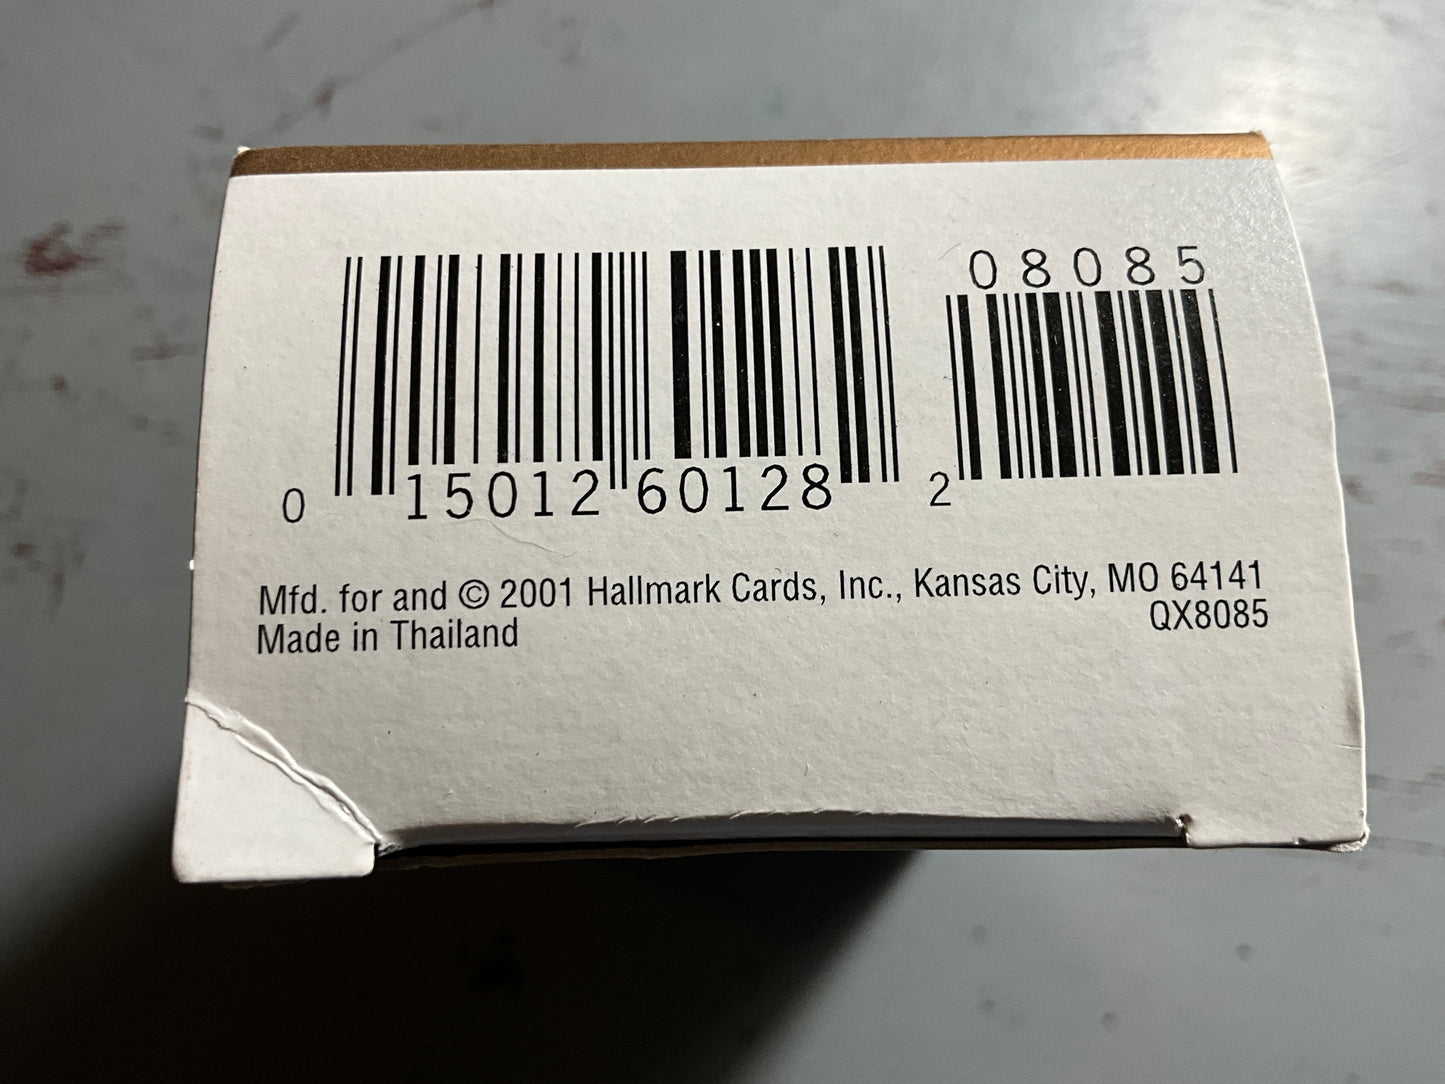 08085
0 15012 60128 2
Mfd. for and © 2001 Hallmark Cards, Inc., Kansas City, MO 64141
QX8085
Made in Thailand